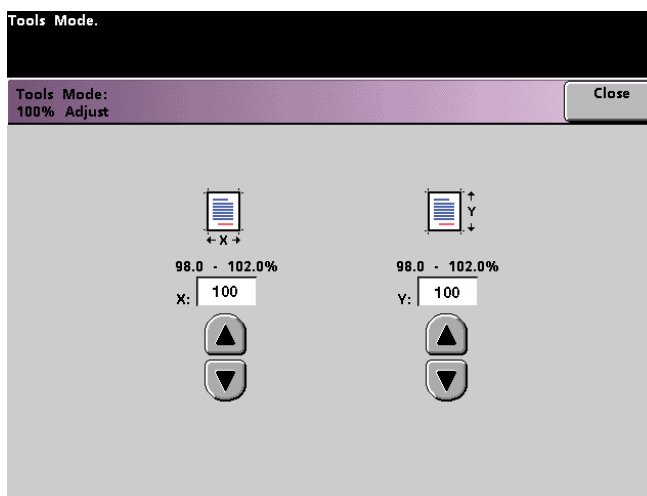 Tools Mode.
Tools Mode:
100% Adjust
Close
X
Y
98.0 - 102.0%
98.0 - 102.0%
X: 100
Y: 100